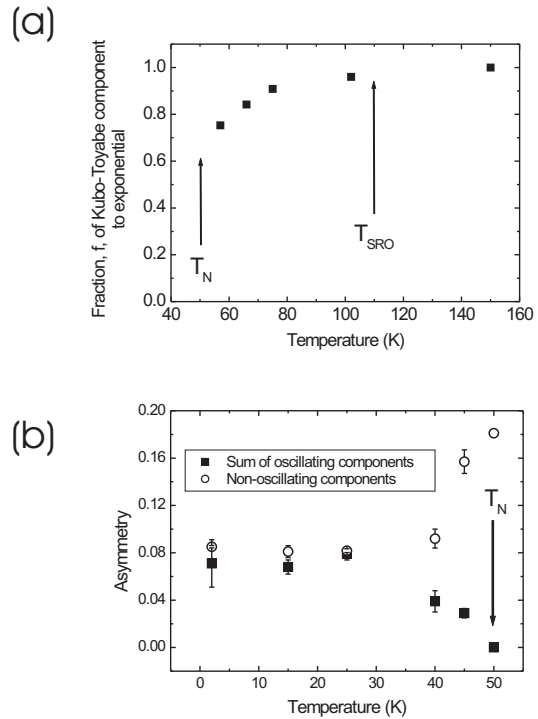 (a)
Fraction, f, of Kubo-Toyabe component
to exponential
1.0
0.8
0.6
0.4
0.2
0.0
T_N
T_SRO
40 60 80 100 120 140 160
Temperature (K)
(b)
Asymmetry
0.20
0.16
0.12
0.08
0.04
0.00
Sum of oscillating components
Non-oscillating components
T_N
0 10 20 30 40 50
Temperature (K)